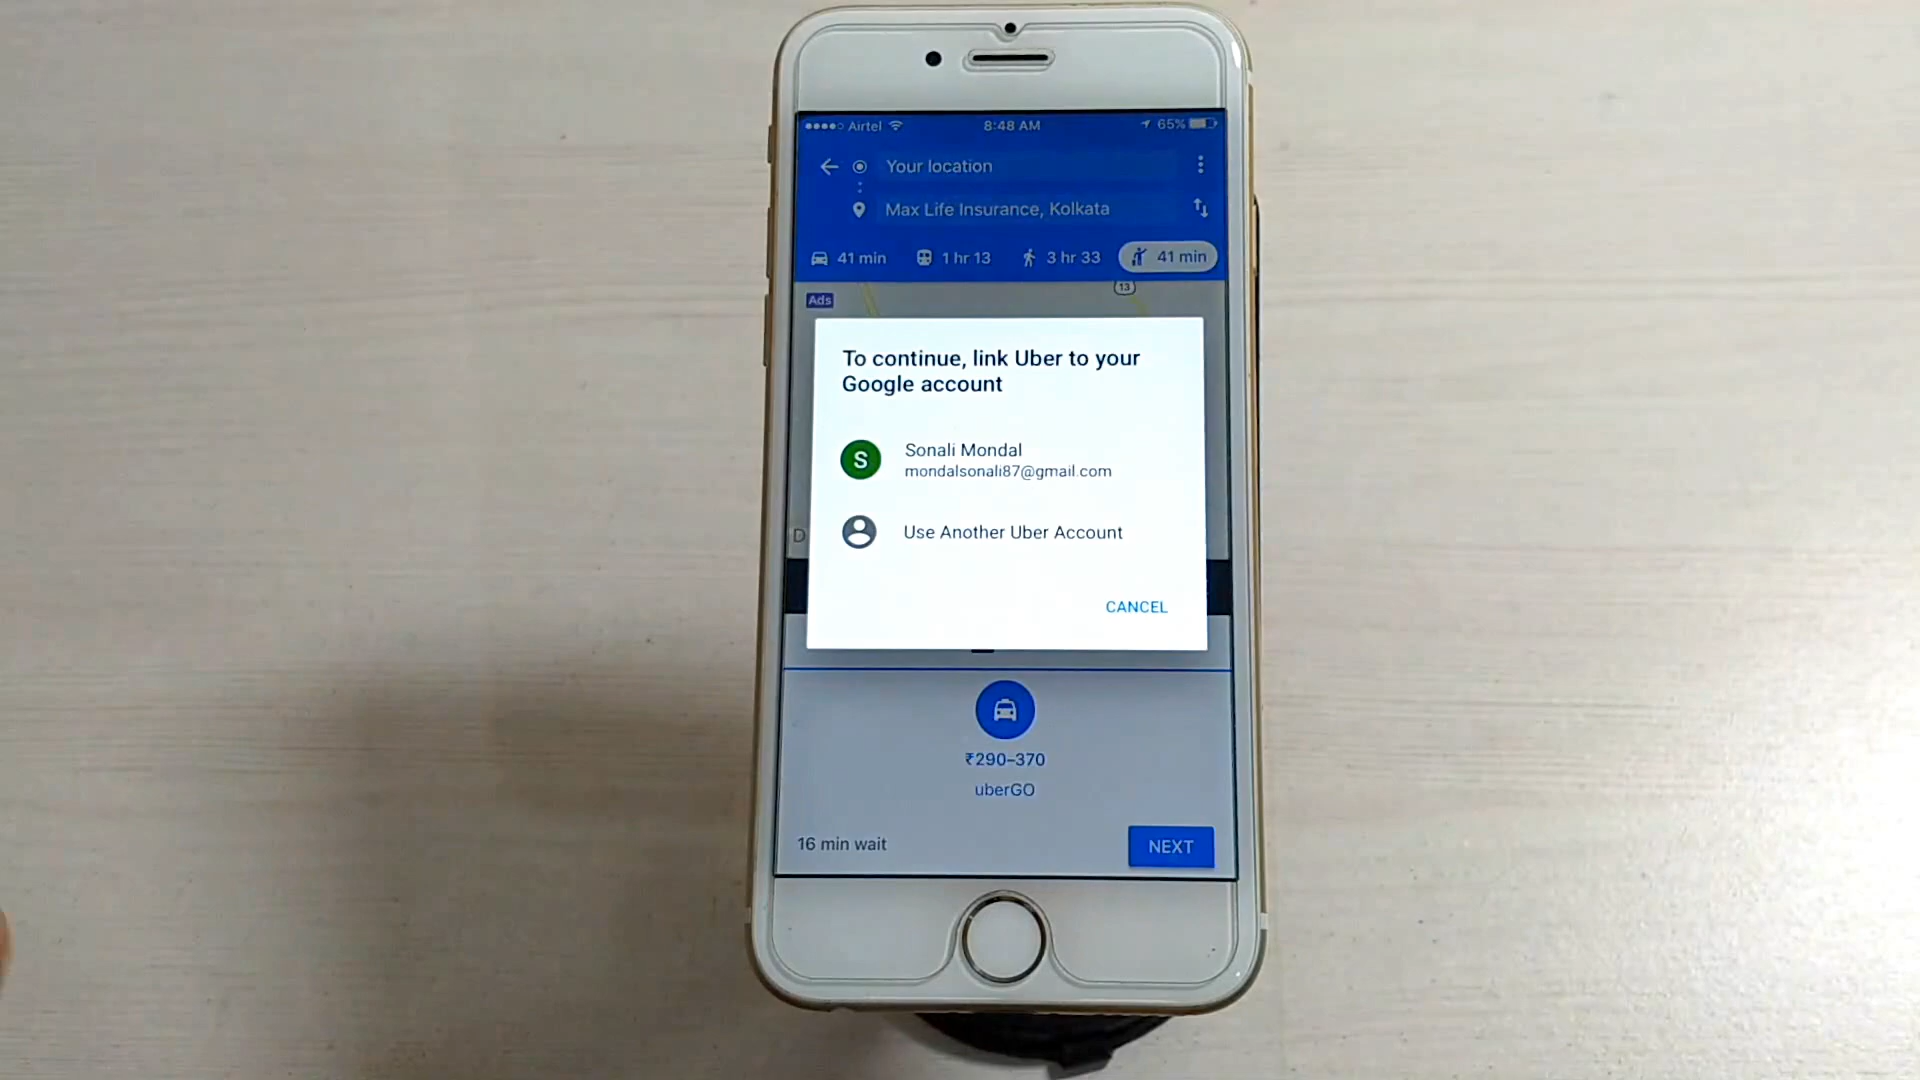 Airtel 8:48 AM 65%
Your location
Max Life Insurance, Kolkata
41 min 1 hr 13 3 hr 33 41 min
Ads
13
To continue, link Uber to your
Google account
S
Sonali Mondal
mondalsonali87@gmail.com
D
Use Another Uber Account
CANCEL
₹290–370
uberGO
16 min wait
NEXT